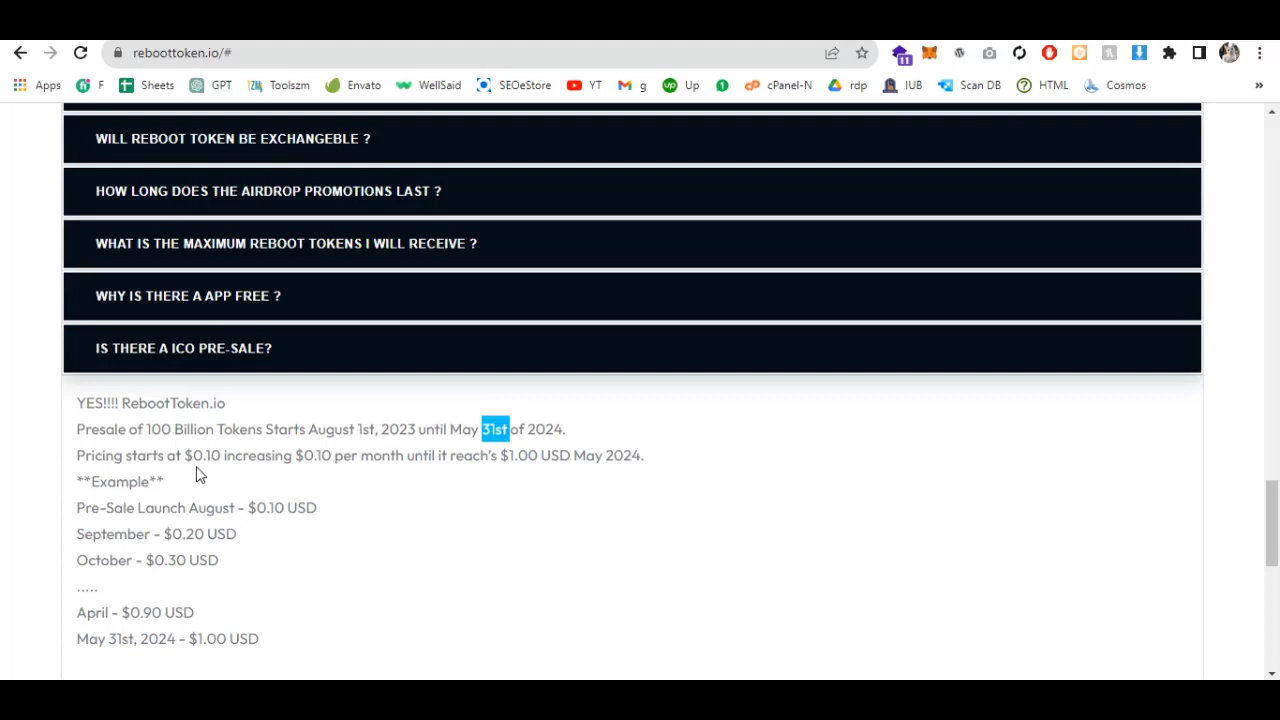 reboottoken.io/#
11
Apps F Sheets GPT Toolszm Envato WellSaid SEOeStore YT g Up cPanel-N rdp IUB Scan DB HTML Cosmos »
WILL REBOOT TOKEN BE EXCHANGEBLE ?
HOW LONG DOES THE AIRDROP PROMOTIONS LAST ?
WHAT IS THE MAXIMUM REBOOT TOKENS I WILL RECEIVE ?
WHY IS THERE A APP FREE ?
IS THERE A ICO PRE-SALE?
YES!!!! RebootToken.io
Presale of 100 Billion Tokens Starts August 1st, 2023 until May 31st of 2024.
Pricing starts at $0.10 increasing $0.10 per month until it reach's $1.00 USD May 2024.
**Example**
Pre-Sale Launch August - $0.10 USD
September - $0.20 USD
October - $0.30 USD
.....
April - $0.90 USD
May 31st, 2024 - $1.00 USD